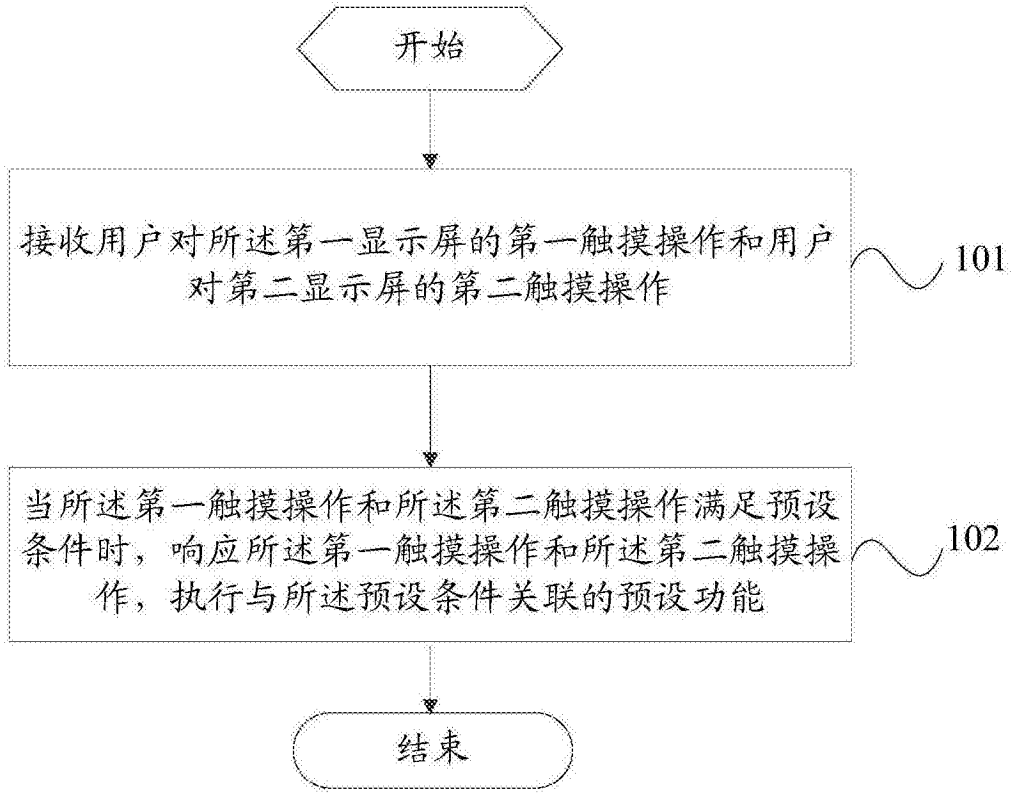 开始
接收用户对所述第一显示屏的第一触摸操作和用户
对第二显示屏的第二触摸操作
101
当所述第一触摸操作和所述第二触摸操作满足预设
条件时，响应所述第一触摸操作和所述第二触摸操
作，执行与所述预设条件关联的预设功能
102
结束